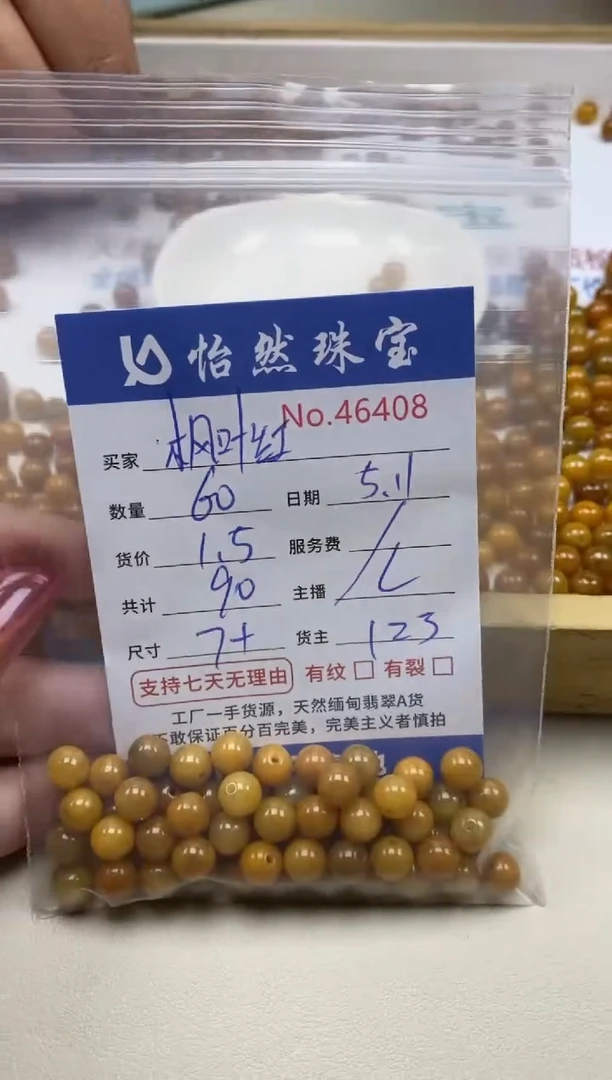 怡然珠宝
No.46408
买家 枫叶红
数量 60 日期 5.11
货价 1.5 服务费 /
共计 90 主播 L
尺寸 7+ 货主 123
支持七天无理由 有纹 有裂
工厂一手货源，天然缅甸翡翠A货
不敢保证百分百完美，完美主义者慎拍